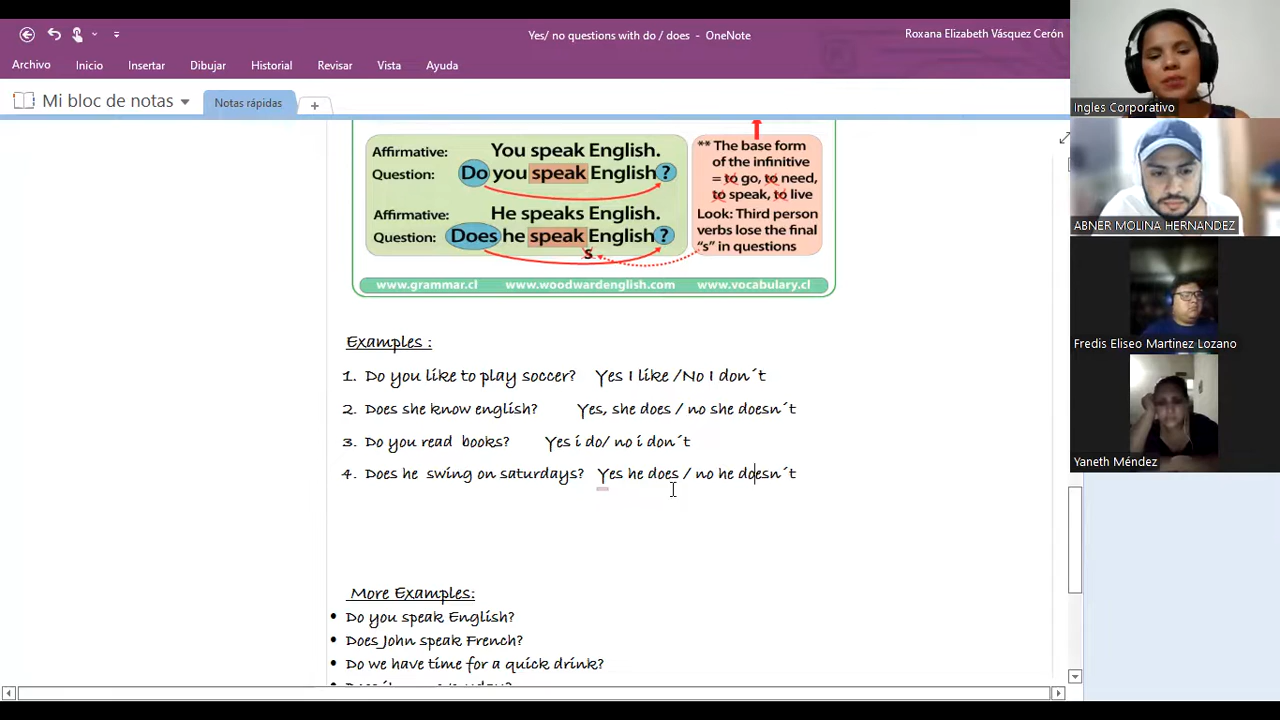 Yes/ no questions with do / does - OneNote
Roxana Elizabeth Vásquez Cerón
Archivo Inicio Insertar Dibujar Historial Revisar Vista Ayuda
Mi bloc de notas Notas rápidas
Affirmative: You speak English.
Question: Do you speak English?
Affirmative: He speaks English.
Question: Does he speak English?
s
** The base form
of the infinitive
= to go, to need,
to speak, to live
Look: Third person
verbs lose the final
"s" in questions
www.grammar.cl www.woodwardenglish.com www.vocabulary.cl
Examples :
1. Do you like to play soccer? Yes I like /No I don´t
2. Does she know english? Yes, she does / no she doesn´t
3. Do you read books? Yes i do/ no i don´t
4. Does he swing on saturdays? Yes he does / no he doesn´t
More Examples:
• Do you speak English?
• Does John speak French?
• Do we have time for a quick drink?
Ingles Corporativo
ABNER MOLINA HERNANDEZ
Fredis Eliseo Martinez Lozano
Yaneth Méndez